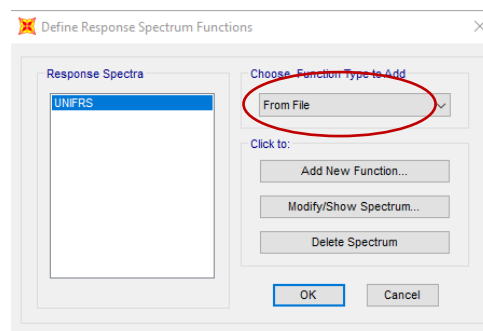 Define Response Spectrum Functions
Response Spectra
UNIFRS
Choose Function Type to Add
From File
Click to:
Add New Function...
Modify/Show Spectrum...
Delete Spectrum
OK
Cancel